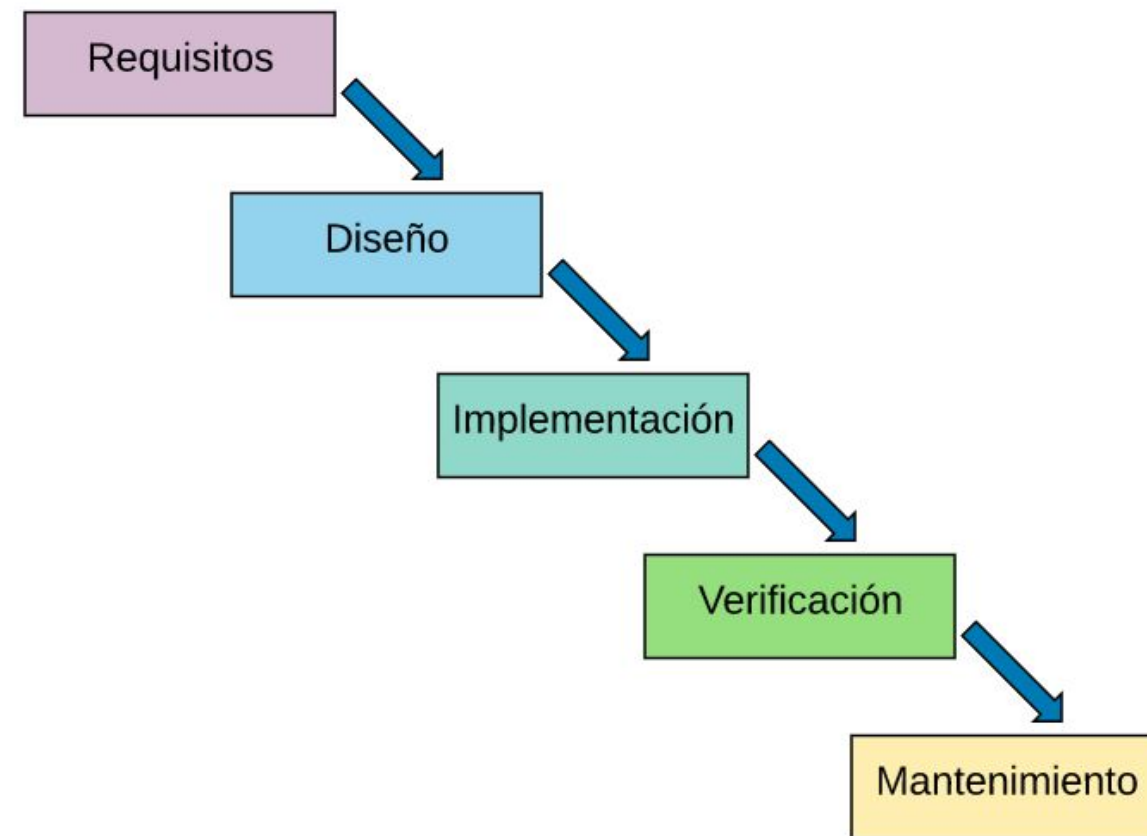 Requisitos
Diseño
Implementación
Verificación
Mantenimiento